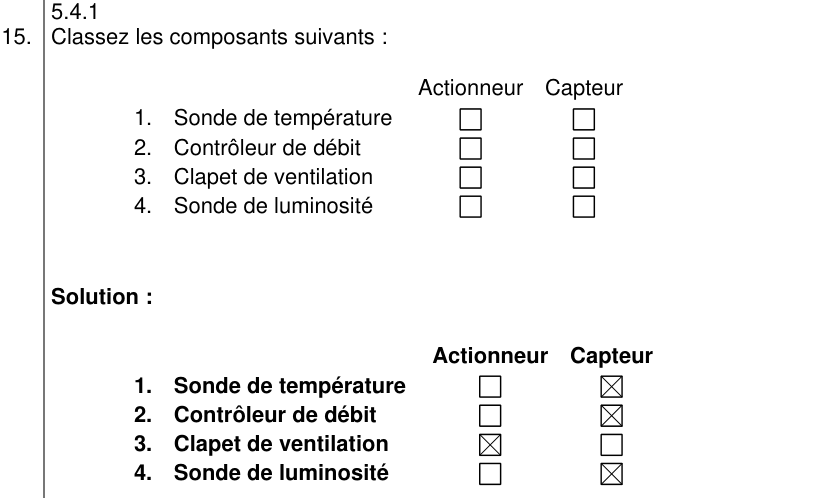 5.4.1
15. Classez les composants suivants :
Actionneur Capteur
1. Sonde de température ☐ ☐
2. Contrôleur de débit ☐ ☐
3. Clapet de ventilation ☐ ☐
4. Sonde de luminosité ☐ ☐
Solution :
Actionneur Capteur
1. Sonde de température ☐ ☒
2. Contrôleur de débit ☐ ☒
3. Clapet de ventilation ☒ ☐
4. Sonde de luminosité ☐ ☒